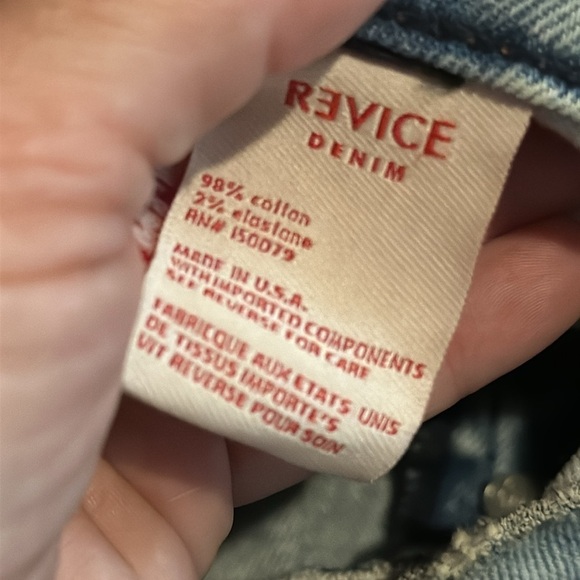 RƎVICE
DENIM
98% cotton
2% elastane
RN# 150079
MADE IN U.S.A.
WITH IMPORTED COMPONENTS
SEE REVERSE FOR CARE
FABRICQUE AUX ETATS UNIS
DE TISSUS IMPORTE'S
VIT REVERSE POUR SOIN